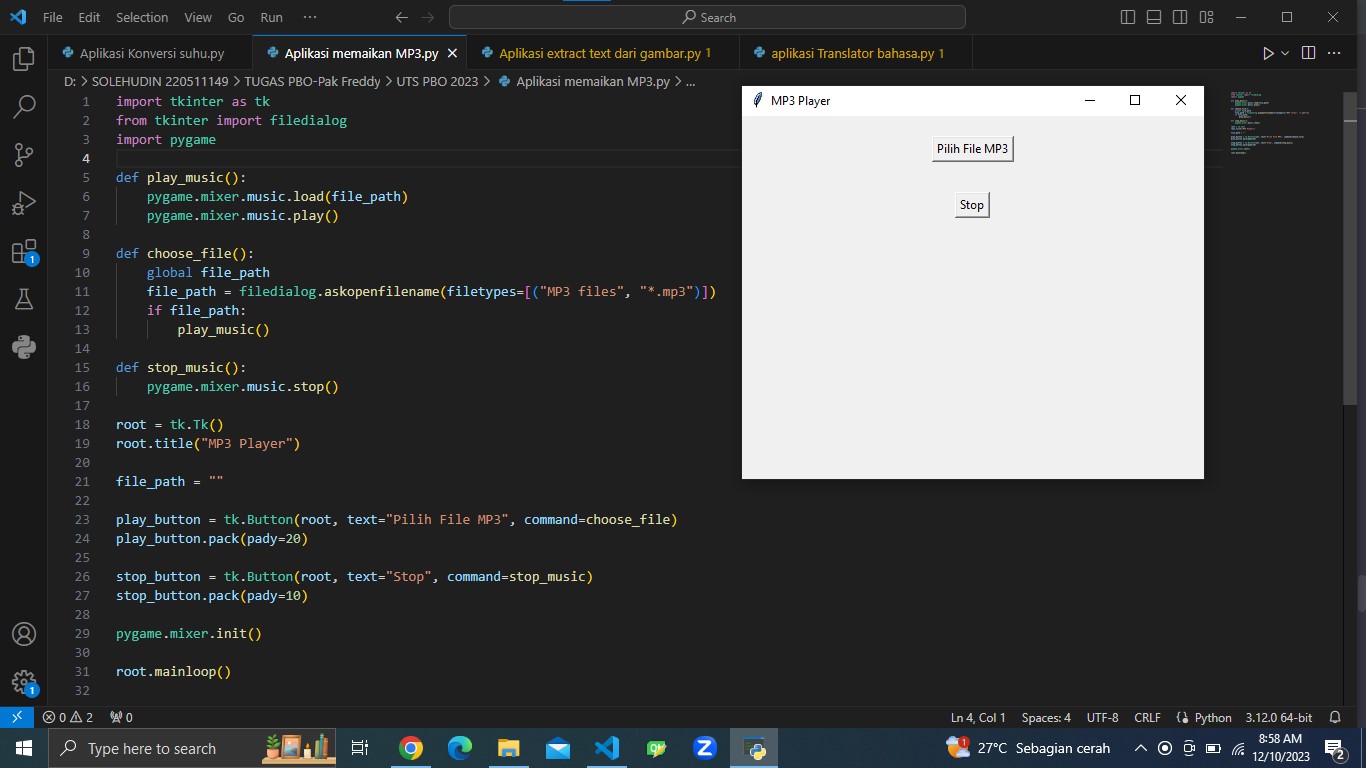 File Edit Selection View Go Run ··· Search
Aplikasi Konversi suhu.py Aplikasi memaikan MP3.py Aplikasi extract text dari gambar.py 1 aplikasi Translator bahasa.py 1
D: > SOLEHUDIN 220511149 > TUGAS PBO-Pak Freddy > UTS PBO 2023 > Aplikasi memaikan MP3.py > ...
1 import tkinter as tk
2 from tkinter import filedialog
3 import pygame
4
5 def play_music():
6 pygame.mixer.music.load(file_path)
7 pygame.mixer.music.play()
8
9 def choose_file():
10 global file_path
11 file_path = filedialog.askopenfilename(filetypes=[("MP3 files", "*.mp3")])
12 if file_path:
13 play_music()
14
15 def stop_music():
16 pygame.mixer.music.stop()
17
18 root = tk.Tk()
19 root.title("MP3 Player")
20
21 file_path = ""
22
23 play_button = tk.Button(root, text="Pilih File MP3", command=choose_file)
24 play_button.pack(pady=20)
25
26 stop_button = tk.Button(root, text="Stop", command=stop_music)
27 stop_button.pack(pady=10)
28
29 pygame.mixer.init()
30
31 root.mainloop()
32
MP3 Player
Pilih File MP3
Stop
1
1
0 2 0 Ln 4, Col 1 Spaces: 4 UTF-8 CRLF Python 3.12.0 64-bit
Type here to search 1 27°C Sebagian cerah 8:58 AM
12/10/2023 2